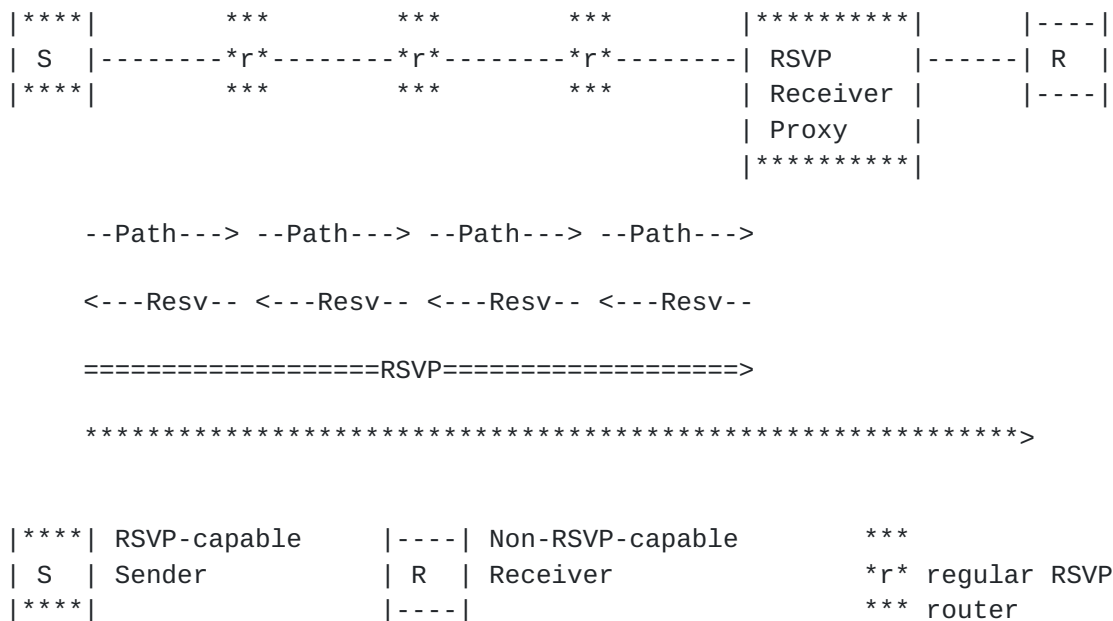 |****|        ***        ***        ***        |**********|      |----|
| S  |--------*r*--------*r*--------*r*--------| RSVP     |------| R  |
|****|        ***        ***        ***        | Receiver |      |----|
                                               | Proxy    |
                                               |**********|
     --Path---> --Path---> --Path---> --Path--->
     <---Resv-- <---Resv-- <---Resv-- <---Resv--
     ===================RSVP===================>
     ************************************************************>
|****| RSVP-capable     |----| Non-RSVP-capable        ***
| S  | Sender           | R  | Receiver                *r* regular RSVP
|****|                  |----|                         *** router